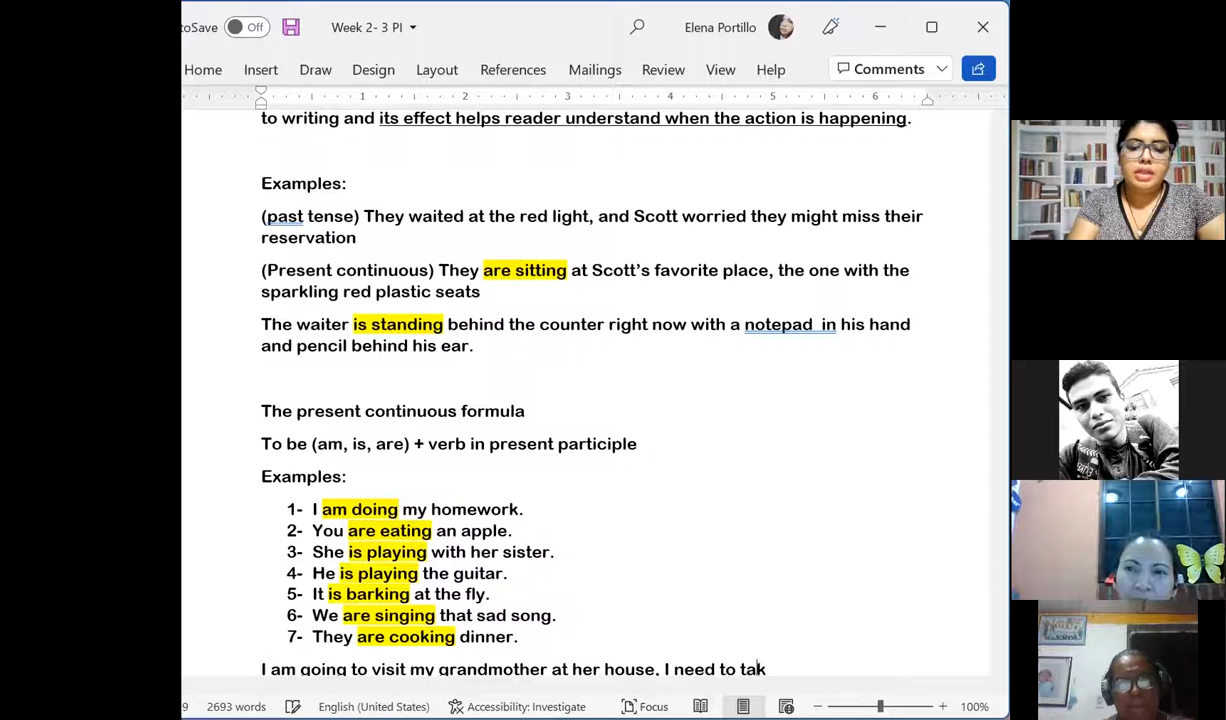 oSave Off Week 2- 3 PI Elena Portillo
Home Insert Draw Design Layout References Mailings Review View Help Comments
1 2 3 4 5 6
to writing and its effect helps reader understand when the action is happening.
Examples:
(past tense) They waited at the red light, and Scott worried they might miss their
reservation
(Present continuous) They are sitting at Scott’s favorite place, the one with the
sparkling red plastic seats
The waiter is standing behind the counter right now with a notepad  in his hand
and pencil behind his ear.
The present continuous formula
To be (am, is, are) + verb in present participle
Examples:
1- I am doing my homework.
2- You are eating an apple.
3- She is playing with her sister.
4- He is playing the guitar.
5- It is barking at the fly.
6- We are singing that sad song.
7- They are cooking dinner.
I am going to visit my grandmother at her house, I need to tak
9 2693 words English (United States) Accessibility: Investigate Focus 100%